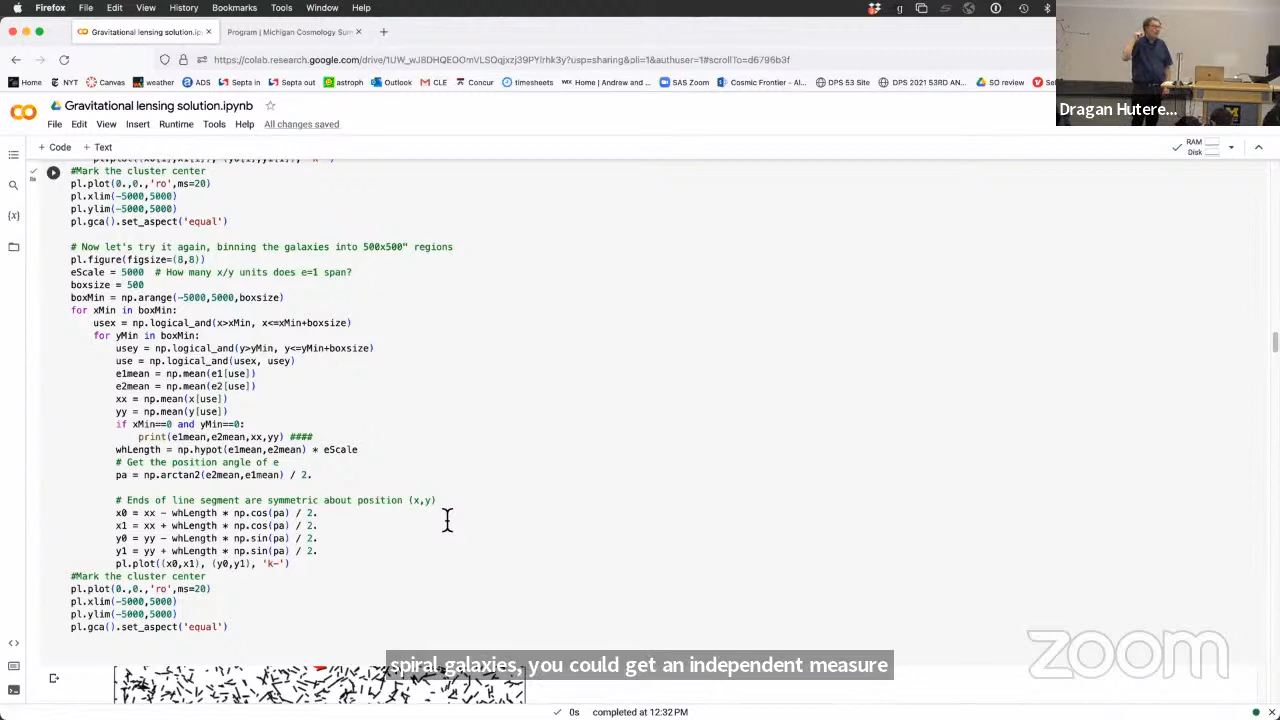 Firefox File Edit View History Bookmarks Tools Window Help
Gravitational lensing solution.ipynb × Program | Michigan Cosmology Sum × +
https://colab.research.google.com/drive/1UW_wJ8DHQEOOmVLSQqjxzj39PYIrhk3y?usp=sharing&pli=1&authuser=1#scrollTo=d6796b3f
Home NYT Canvas weather ADS Septa in Septa out astroph Outlook CLE Concur timesheets Home | Andrew and ... Cosmic Frontier - All... DPS 53 Site DPS 2021 53RD AN... SO review Past
Dragan Hutere...
Gravitational lensing solution.ipynb
File Edit View Insert Runtime Tools Help All changes saved
+ Code + Text
RAM
Disk
#Mark the cluster center
pl.plot(0.,0.,'ro',ms=20)
pl.xlim(-5000,5000)
pl.ylim(-5000,5000)
pl.gca().set_aspect('equal')
# Now let's try it again, binning the galaxies into 500x500" regions
pl.figure(figsize=(8,8))
eScale = 5000 # How many x/y units does e=1 span?
boxsize = 500
boxMin = np.arange(-5000,5000,boxsize)
for xMin in boxMin:
usex = np.logical_and(x>xMin, x<=xMin+boxsize)
for yMin in boxMin:
usey = np.logical_and(y>yMin, y<=yMin+boxsize)
use = np.logical_and(usex, usey)
e1mean = np.mean(e1[use])
e2mean = np.mean(e2[use])
xx = np.mean(x[use])
yy = np.mean(y[use])
if xMin==0 and yMin==0:
print(e1mean,e2mean,xx,yy) ####
whLength = np.hypot(e1mean,e2mean) * eScale
# Get the position angle of e
pa = np.arctan2(e2mean,e1mean) / 2.
# Ends of line segment are symmetric about position (x,y)
x0 = xx - whLength * np.cos(pa) / 2.
x1 = xx + whLength * np.cos(pa) / 2.
y0 = yy - whLength * np.sin(pa) / 2.
y1 = yy + whLength * np.sin(pa) / 2.
pl.plot((x0,x1), (y0,y1), 'k-')
#Mark the cluster center
pl.plot(0.,0.,'ro',ms=20)
pl.xlim(-5000,5000)
pl.ylim(-5000,5000)
pl.gca().set_aspect('equal')
zoom
spiral galaxies, you could get an independent measure
0s completed at 12:32PM